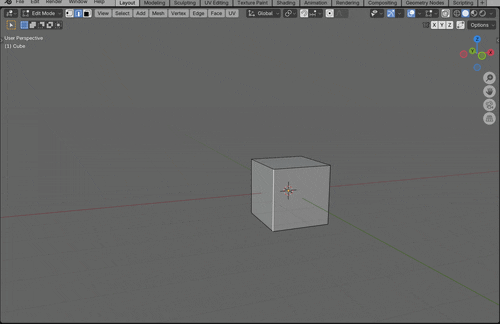 File Edit Render Window Help
Layout Modeling Sculpting UV Editing Texture Paint Shading Animation Rendering Compositing Geometry Nodes Scripting +
Edit Mode View Select Add Mesh Vertex Edge Face UV Global
X Y Z Options
User Perspective
(1) Cube
Z
Y
X